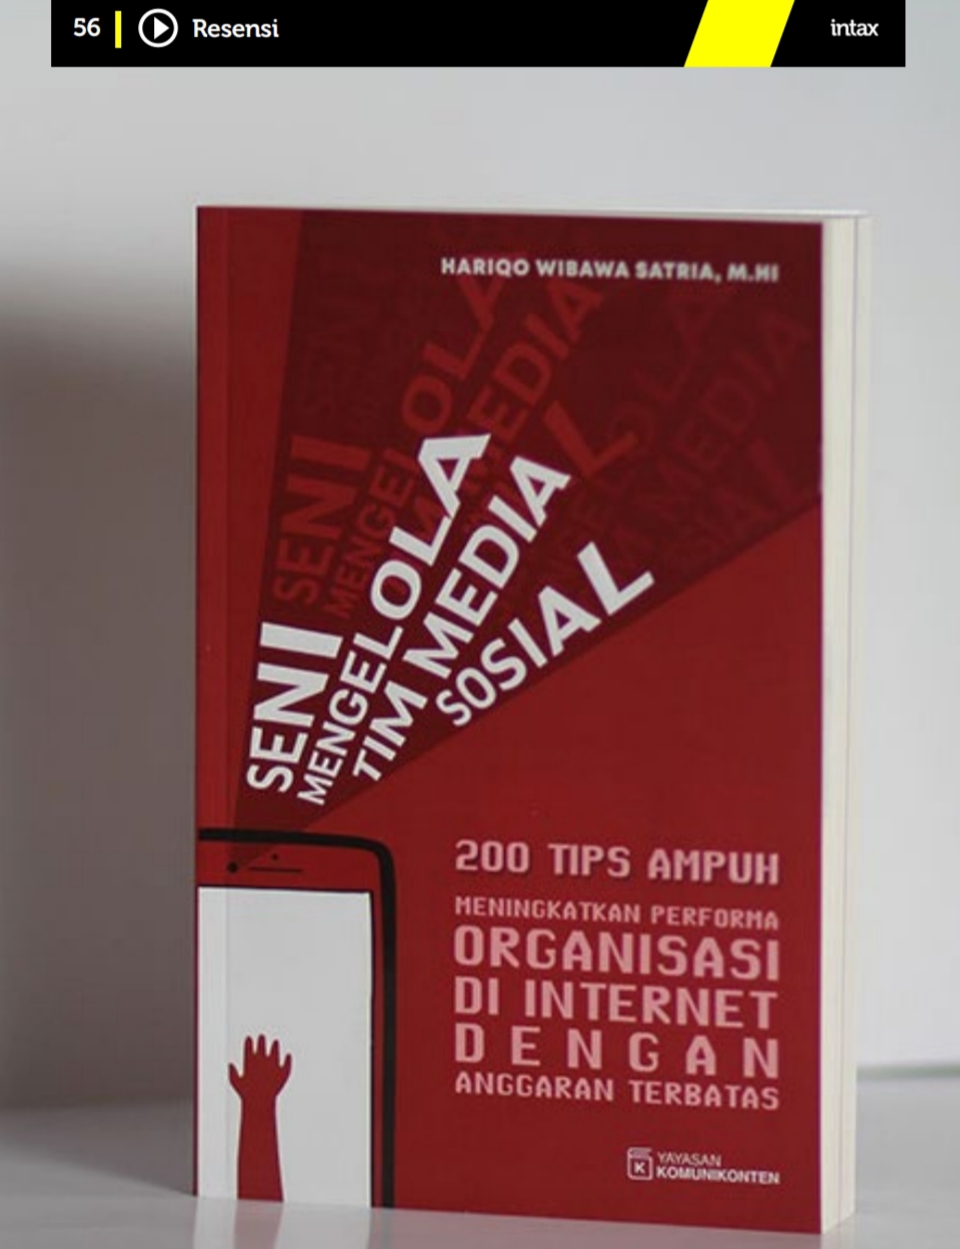 56 Resensi intax
HARIQO WIBAWA SATRIA, M.HI
SENI
MENGELOLA
TIM MEDIA
SOSIAL
200 TIPS AMPUH
MENINGKATKAN PERFORMA
ORGANISASI
DI INTERNET
DENGAN
ANGGARAN TERBATAS
K
YAYASAN
KOMUNIKONTEN